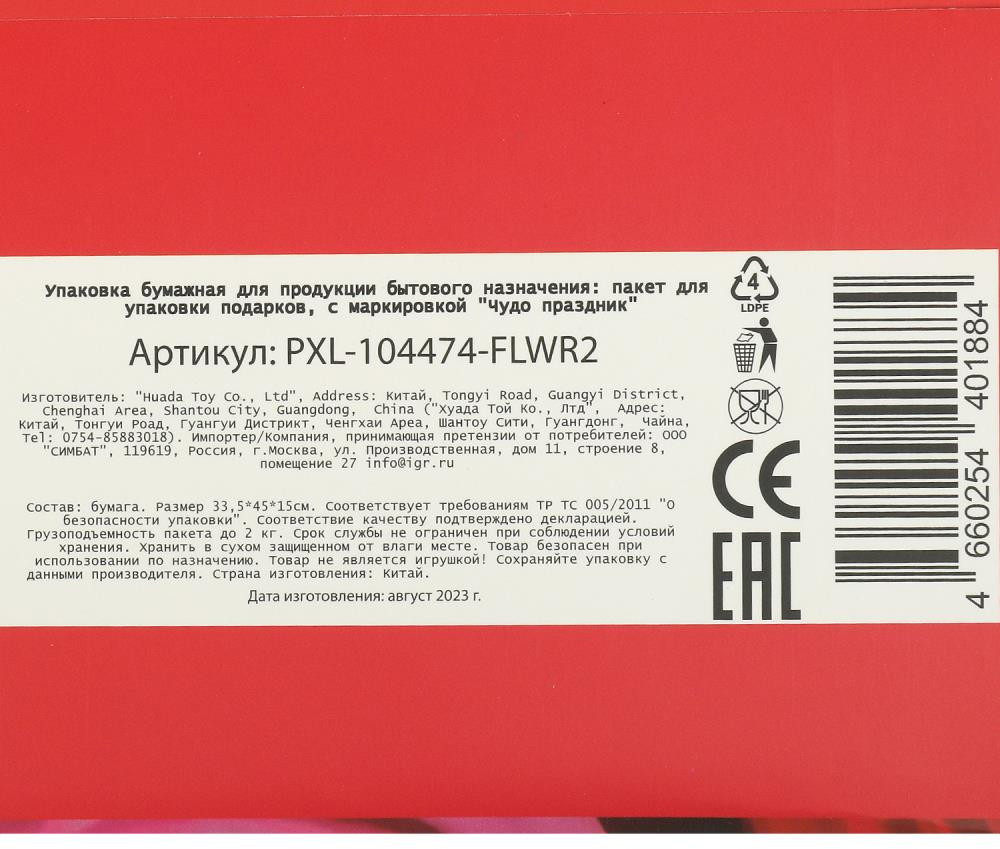 Упаковка бумажная для продукции бытового назначения: пакет для
упаковки подарков, с маркировкой "Чудо праздник"
Артикул: PXL-104474-FLWR2
Изготовитель: "Huada Toy Co., Ltd", Address: Китай, Tongyi Road, Guangyi District,
Chenghai Area, Shantou City, Guangdong, China ("Хуада Той Ко., Лтд", Адрес:
Китай, Тонгуи Роад, Гуангуи Дистрикт, Ченгхаи Ареа, Шантоу Сити, Гуангдонг, Чайна,
Tel: 0754-85883018). Импортер/Компания, принимающая претензии от потребителей: ООО
"СИМБАТ", 119619, Россия, г.Москва, ул. Производственная, дом 11, строение 8,
помещение 27 info@igr.ru
Состав: бумага. Размер 33,5*45*15см. Соответствует требованиям ТР ТС 005/2011 "О
безопасности упаковки". Соответствие качеству подтверждено декларацией.
Грузоподъемность пакета до 2 кг. Срок службы не ограничен при соблюдении условий
хранения. Хранить в сухом защищенном от влаги месте. Товар безопасен при
использовании по назначению. Товар не является игрушкой! Сохраняйте упаковку с
данными производителя. Страна изготовления: Китай.
Дата изготовления: август 2023 г.
4
LDPE
CE
EAC
4 660254 401884